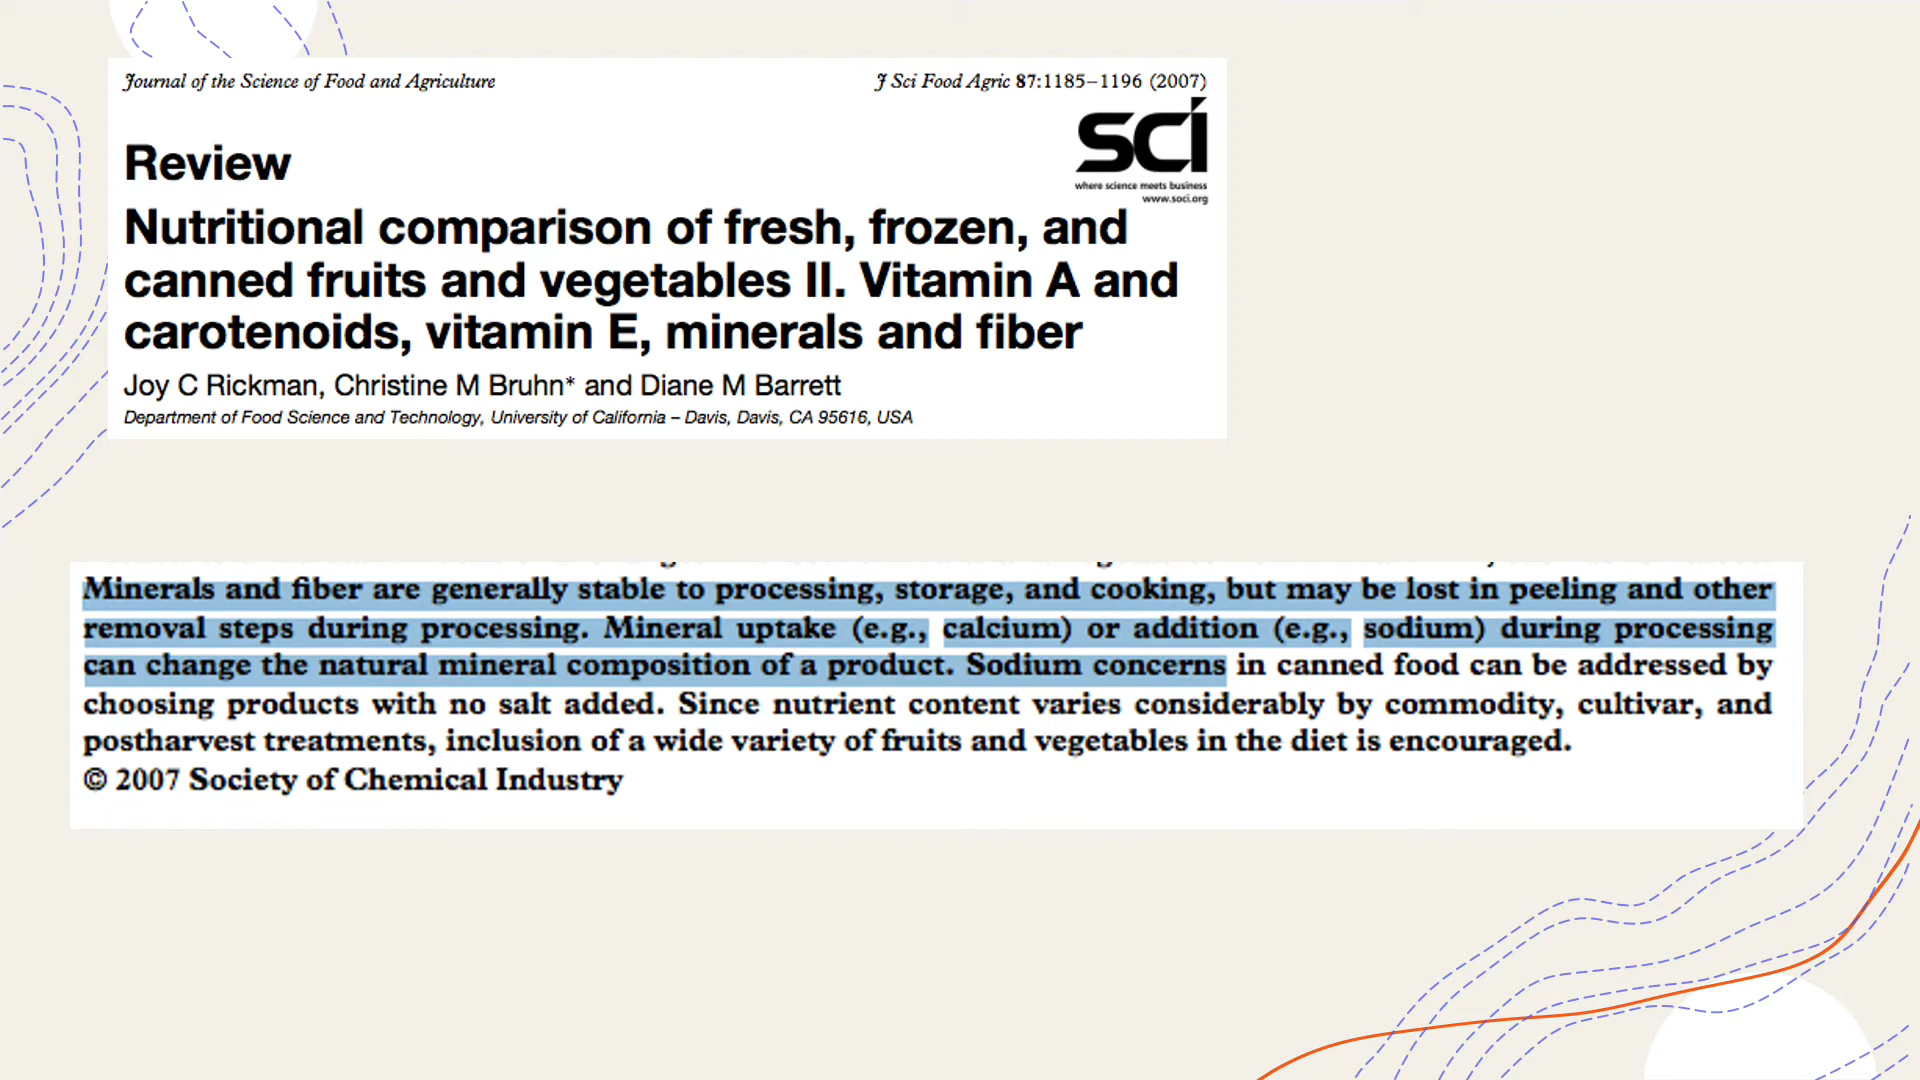 Journal of the Science of Food and Agriculture
J Sci Food Agric 87:1185–1196 (2007)
sci
where science meets business
www.soci.org
Review
Nutritional comparison of fresh, frozen, and
canned fruits and vegetables II. Vitamin A and
carotenoids, vitamin E, minerals and fiber
Joy C Rickman, Christine M Bruhn* and Diane M Barrett
Department of Food Science and Technology, University of California – Davis, Davis, CA 95616, USA
Minerals and fiber are generally stable to processing, storage, and cooking, but may be lost in peeling and other
removal steps during processing. Mineral uptake (e.g., calcium) or addition (e.g., sodium) during processing
can change the natural mineral composition of a product. Sodium concerns in canned food can be addressed by
choosing products with no salt added. Since nutrient content varies considerably by commodity, cultivar, and
postharvest treatments, inclusion of a wide variety of fruits and vegetables in the diet is encouraged.
© 2007 Society of Chemical Industry